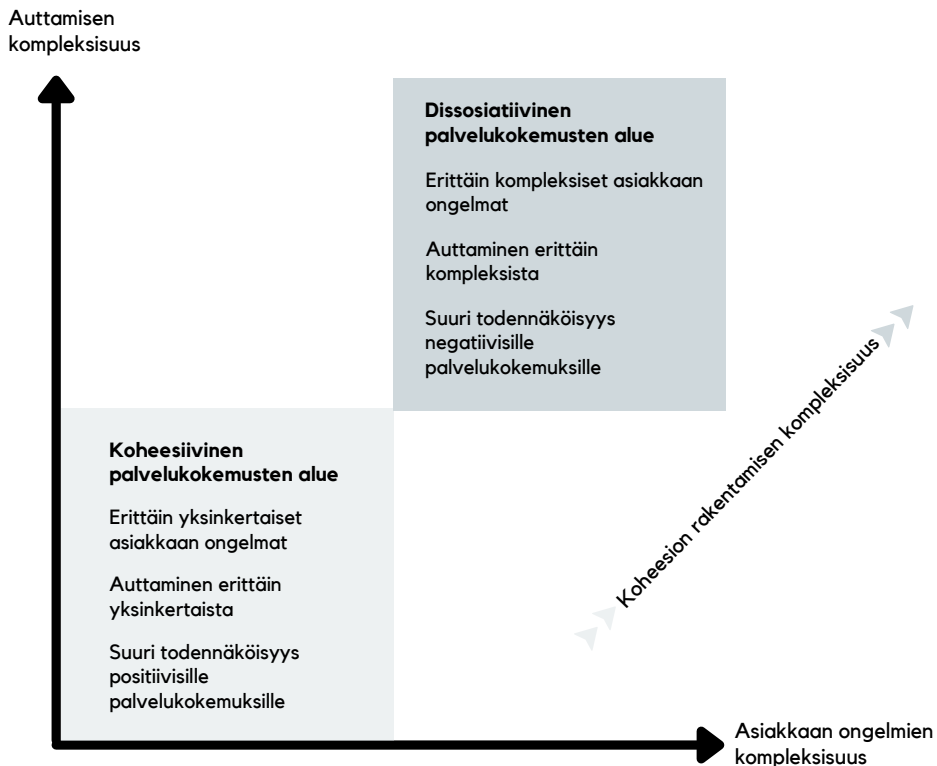 Auttamisen
kompleksisuus
Dissosiatiivinen
palvelukokemusten alue
Erittäin kompleksiset asiakkaan
ongelmat
Auttaminen erittäin
kompleksista
Suuri todennäköisyys
negatiivisille
palvelukokemuksille
Koheesiivinen
palvelukokemusten alue
Erittäin yksinkertaiset
asiakkaan ongelmat
Auttaminen erittäin
yksinkertaista
Suuri todennäköisyys
positiivisille
palvelukokemuksille
Koheesion rakentamisen kompleksisuus
Asiakkaan ongelmien
kompleksisuus